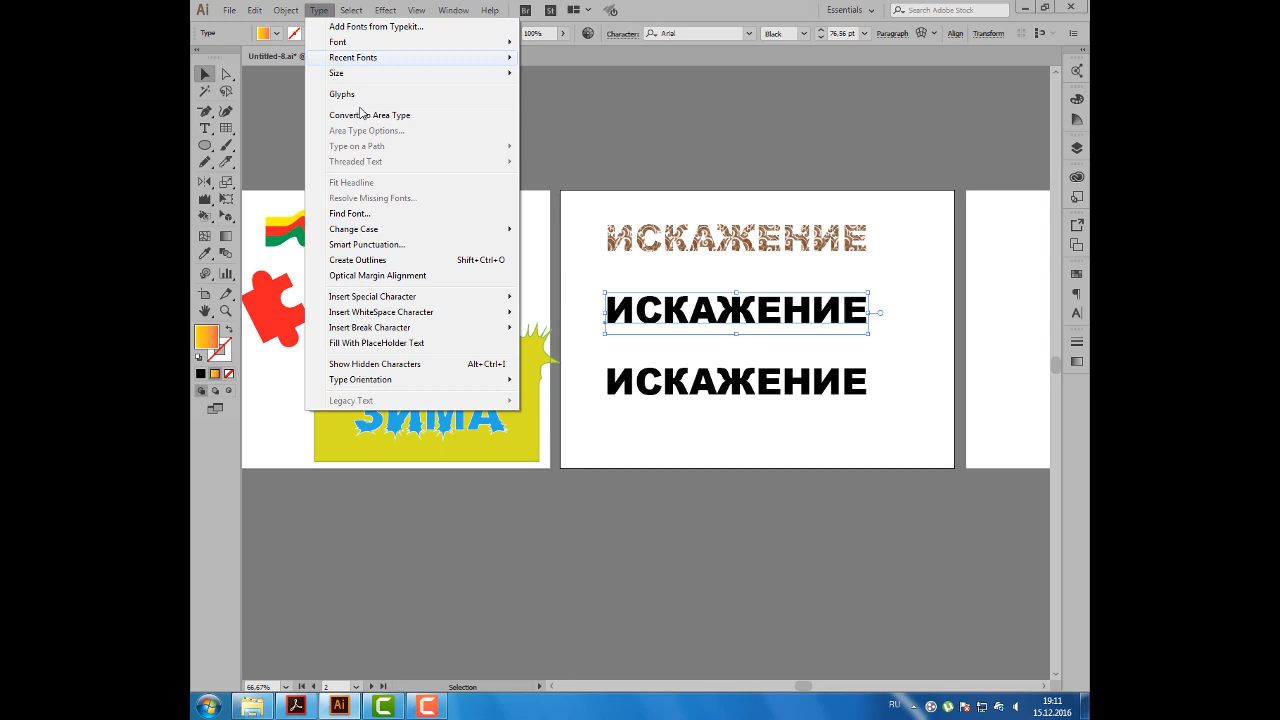 Ai File Edit Object Type Select Effect View Window Help Br St Essentials Search Adobe Stock
Type 100% Character: Arial Black 76,56 pt Paragraph Align Transform
Untitled-8.ai* @
Add Fonts from Typekit...
Font
Recent Fonts
Size
Glyphs
Convert to Area Type
Area Type Options...
Type on a Path
Threaded Text
Fit Headline
Resolve Missing Fonts...
Find Font...
Change Case
Smart Punctuation...
Create Outlines Shift+Ctrl+O
Optical Margin Alignment
Insert Special Character
Insert WhiteSpace Character
Insert Break Character
Fill With PlaceHolder Text
Show Hidden Characters Alt+Ctrl+I
Type Orientation
Legacy Text
ИСКАЖЕНИЕ
ИСКАЖЕНИЕ
ИСКАЖЕНИЕ
ЗИМА
66,67% 2 Selection
Ai RU 19:11
15.12.2016